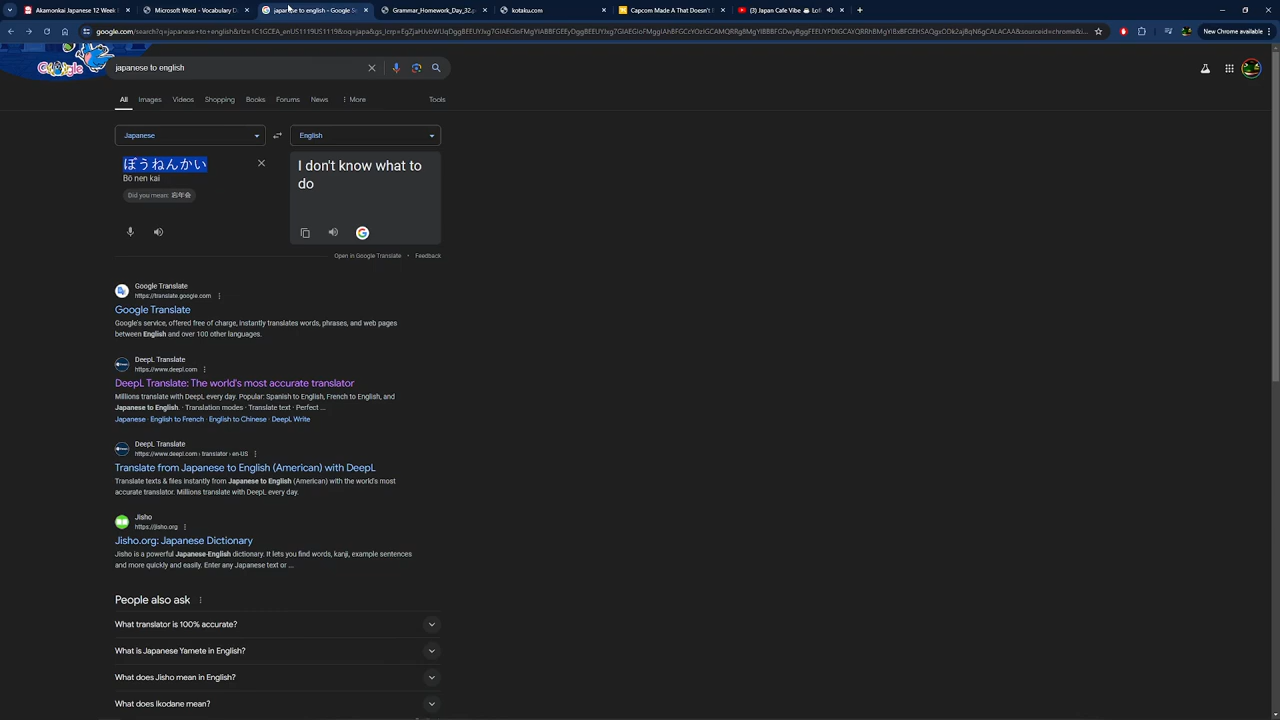 Akamonkai Japanese 12 Week
Microsoft Word - Vocabulary D
japanese to english - Google Se
Grammar_Homework_Day_32.p
kotaku.com
Capcom Made A That Doesn't
(3) Japan Cafe Vibe ☕ Lofi
New Chrome available
Google
japanese to english
All
Images
Videos
Shopping
Books
Forums
News
More
Tools
Japanese
English
ぼうねんかい
Bō nen kai
Did you mean: 忘年会
I don't know what to
do
Open in Google Translate • Feedback
Google Translate
https://translate.google.com
Google Translate
Google's service, offered free of charge, instantly translates words, phrases, and web pages
between English and over 100 other languages.
DeepL Translate
https://www.deepl.com
DeepL Translate: The world's most accurate translator
Millions translate with DeepL every day. Popular: Spanish to English, French to English, and
Japanese to English. · Translation modes · Translate text · Perfect ...
Japanese · English to French · English to Chinese · DeepL Write
DeepL Translate
https://www.deepl.com › translator › en-US
Translate from Japanese to English (American) with DeepL
Translate texts & files instantly from Japanese to English (American) with the world's most
accurate translator. Millions translate with DeepL every day.
Jisho
https://jisho.org
Jisho.org: Japanese Dictionary
Jisho is a powerful Japanese-English dictionary. It lets you find words, kanji, example sentences
and more quickly and easily. Enter any Japanese text or ...
People also ask
What translator is 100% accurate?
What is Japanese Yamete in English?
What does Jisho mean in English?
What does Ikodane mean?